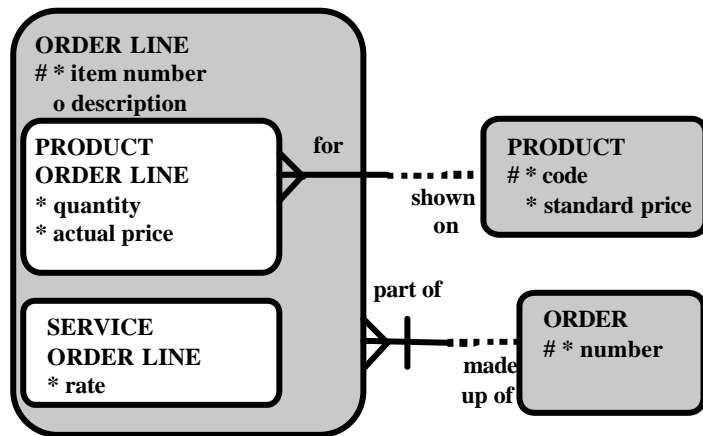 ORDER LINE
# * item number
o description
PRODUCT
ORDER LINE
* quantity
* actual price
for
shown
on
PRODUCT
# * code
* standard price
SERVICE
ORDER LINE
* rate
part of
made
up of
ORDER
# * number